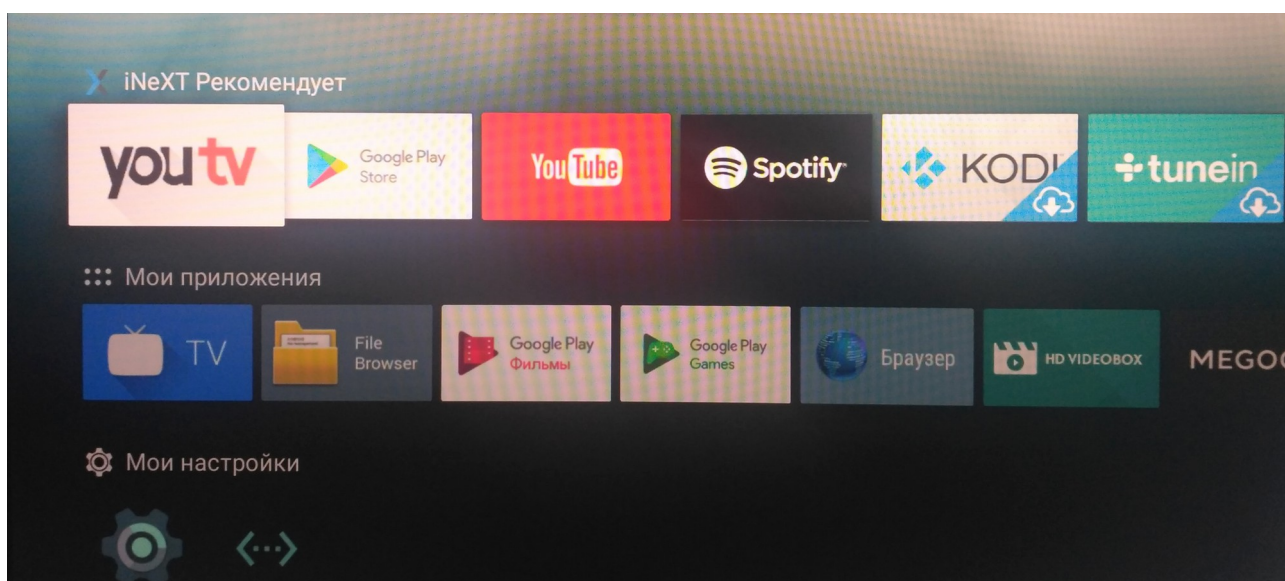 iNeXT Рекомендует
youtv
Google Play
Store
YouTube
Spotify
KODI
tunein
Мои приложения
TV
File
Browser
Google Play
Фильмы
Google Play
Games
Браузер
HD VIDEOBOX
MEGO
Мои настройки